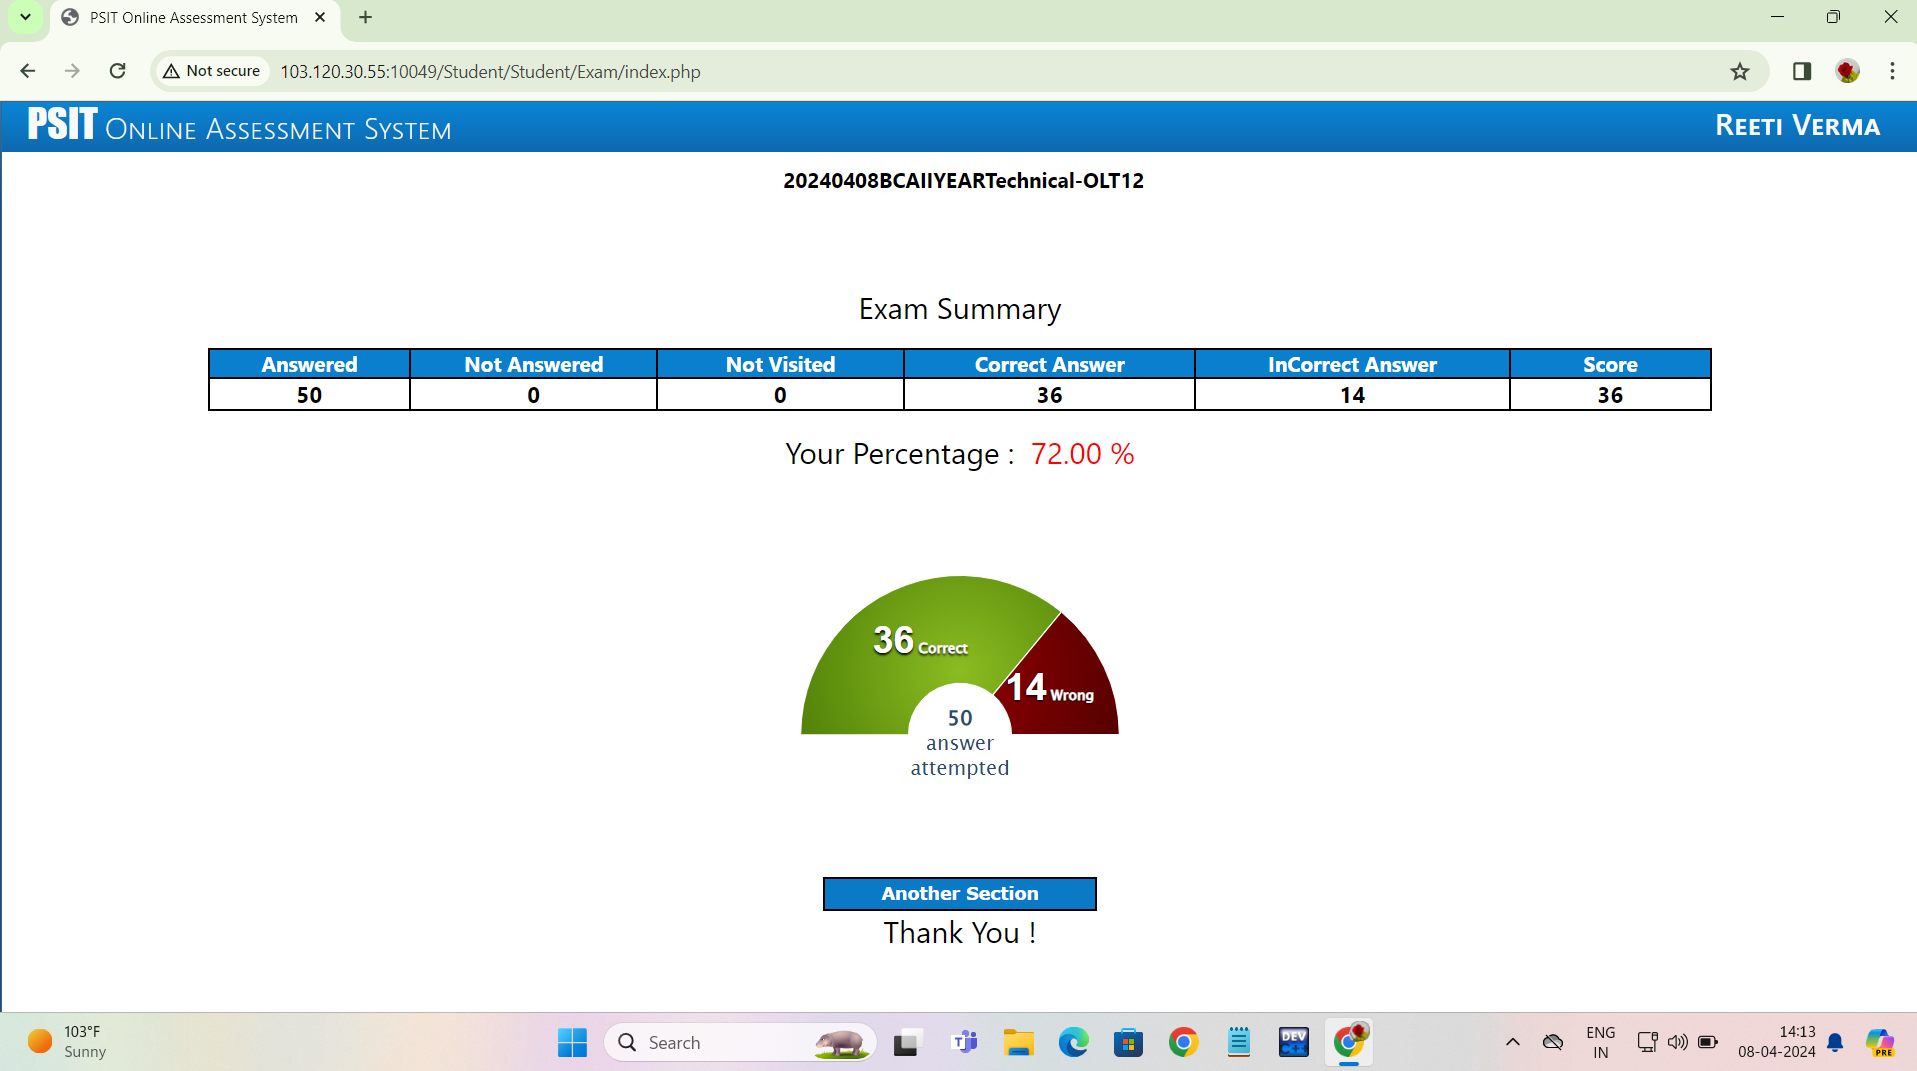 PSIT Online Assessment System
Not secure 103.120.30.55:10049/Student/Student/Exam/index.php
PSIT Online Assessment System Reeti Verma
20240408BCAIIYEARTechnical-OLT12
Exam Summary
Answered Not Answered Not Visited Correct Answer InCorrect Answer Score
50 0 0 36 14 36
Your Percentage : 72.00 %
36 Correct
14 Wrong
50
answer
attempted
Another Section
Thank You !
103°F
Sunny
Search
T
DEV
C++
ENG
IN
14:13
08-04-2024
PRE